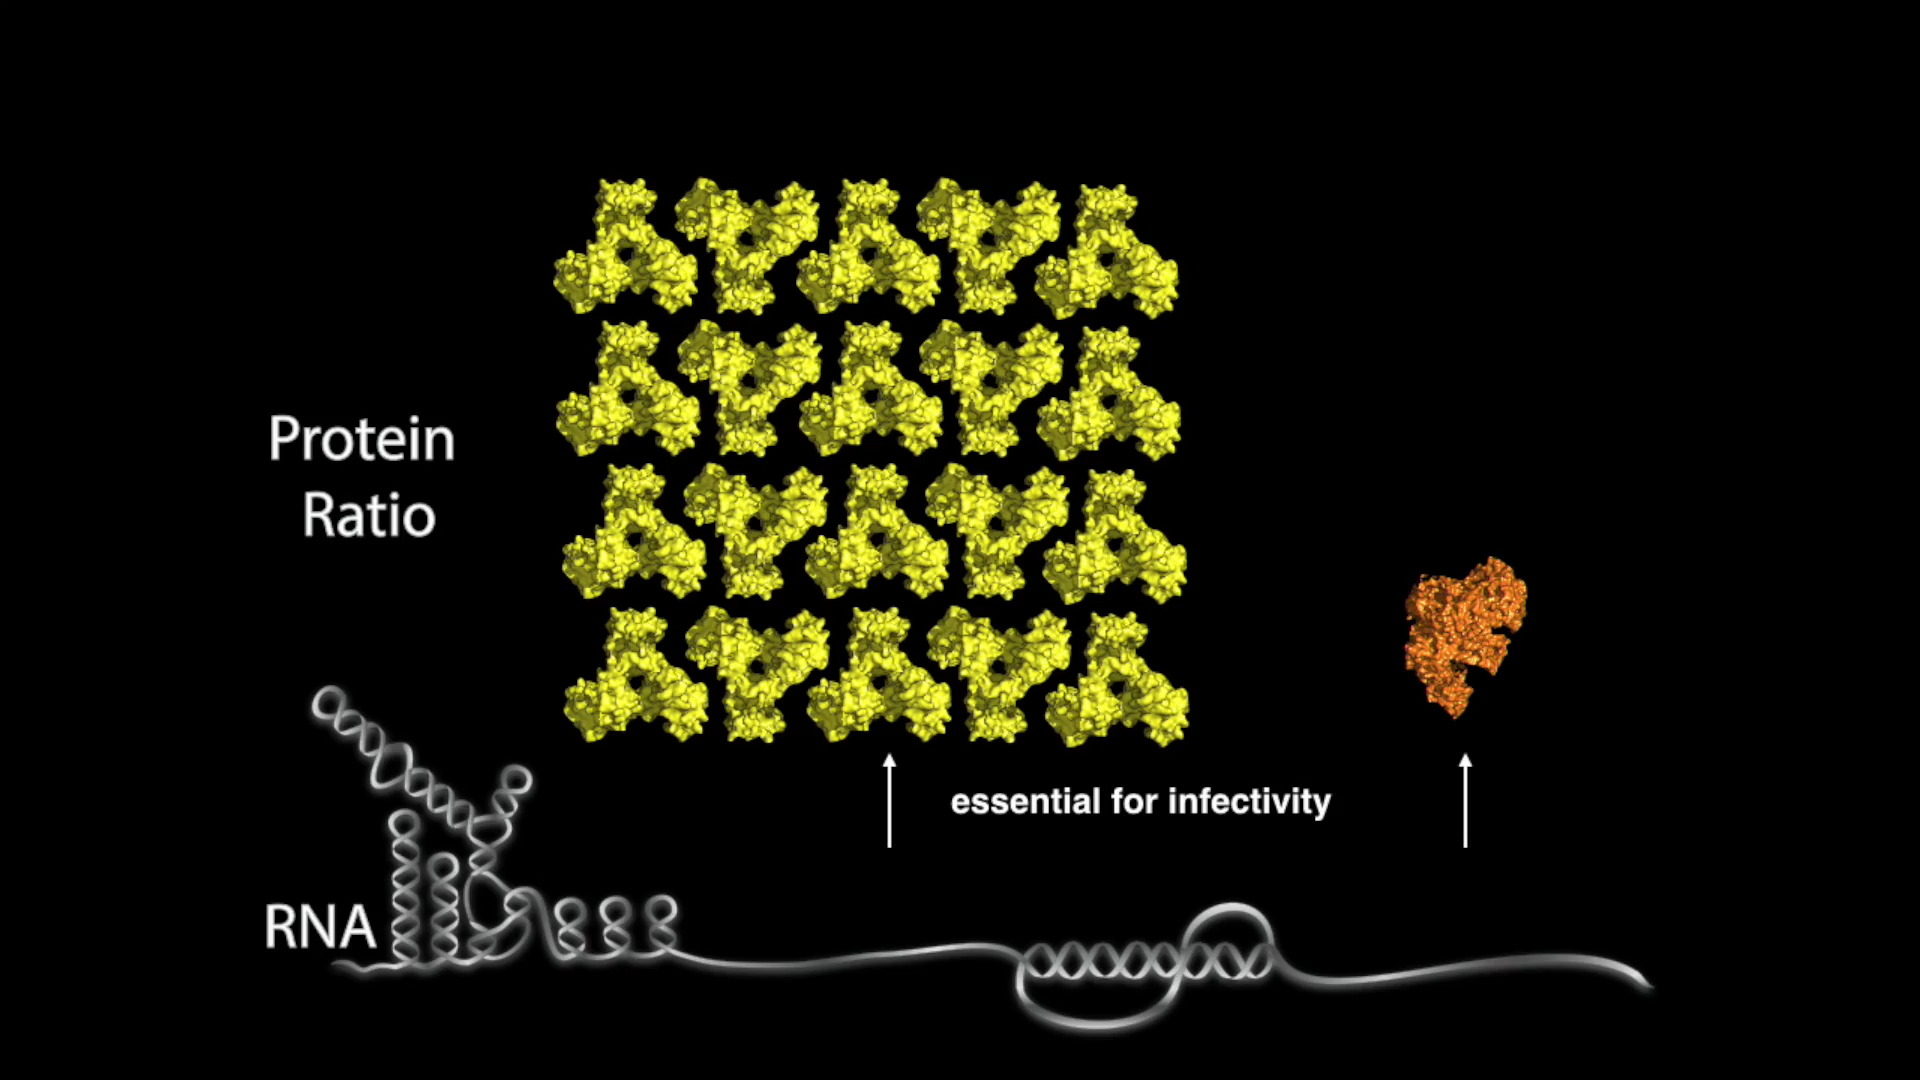 Protein
Ratio
essential for infectivity
RNA